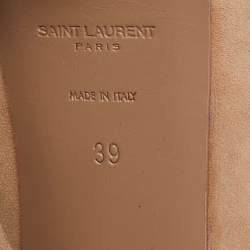 SAINT LAURENT
PARIS
MADE IN ITALY
39